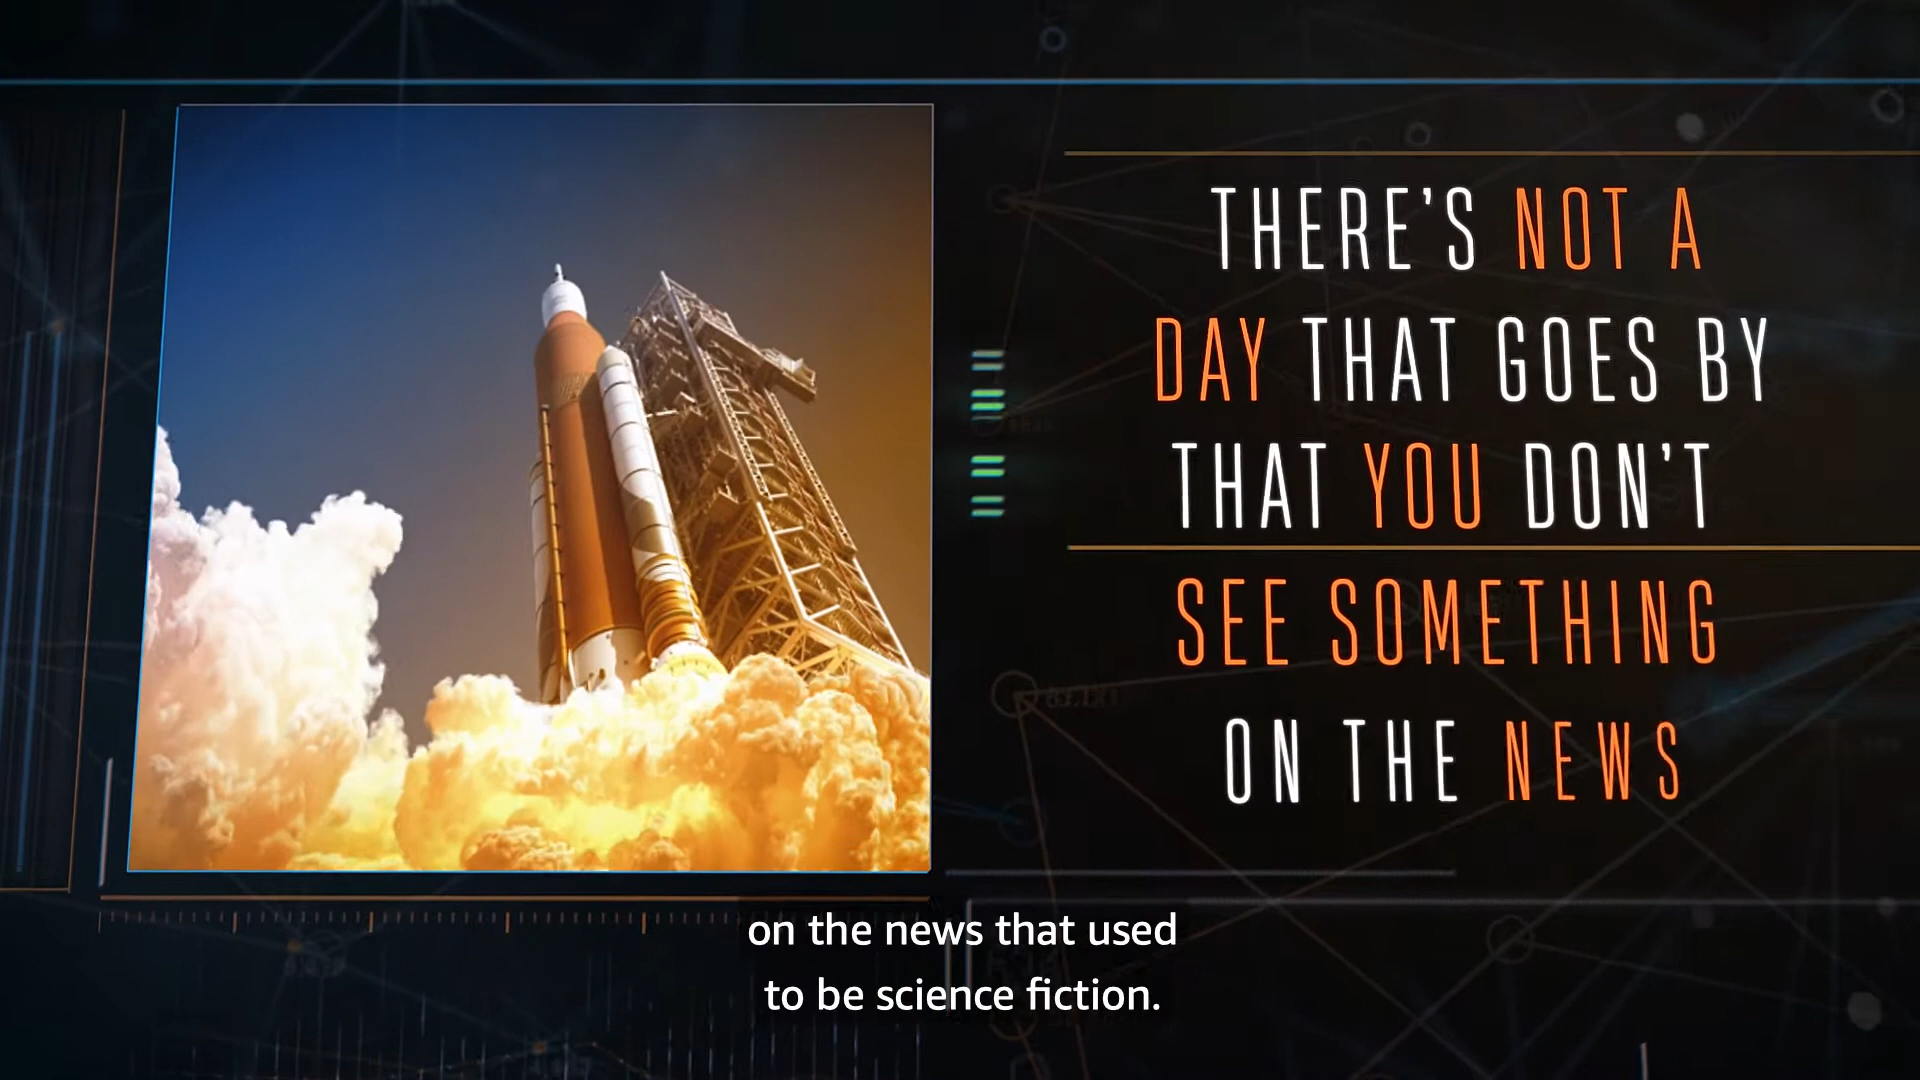 THERE'S NOT A
DAY THAT GOES BY
THAT YOU DON'T
SEE SOMETHING
ON THE NEWS
on the news that used
to be science fiction.